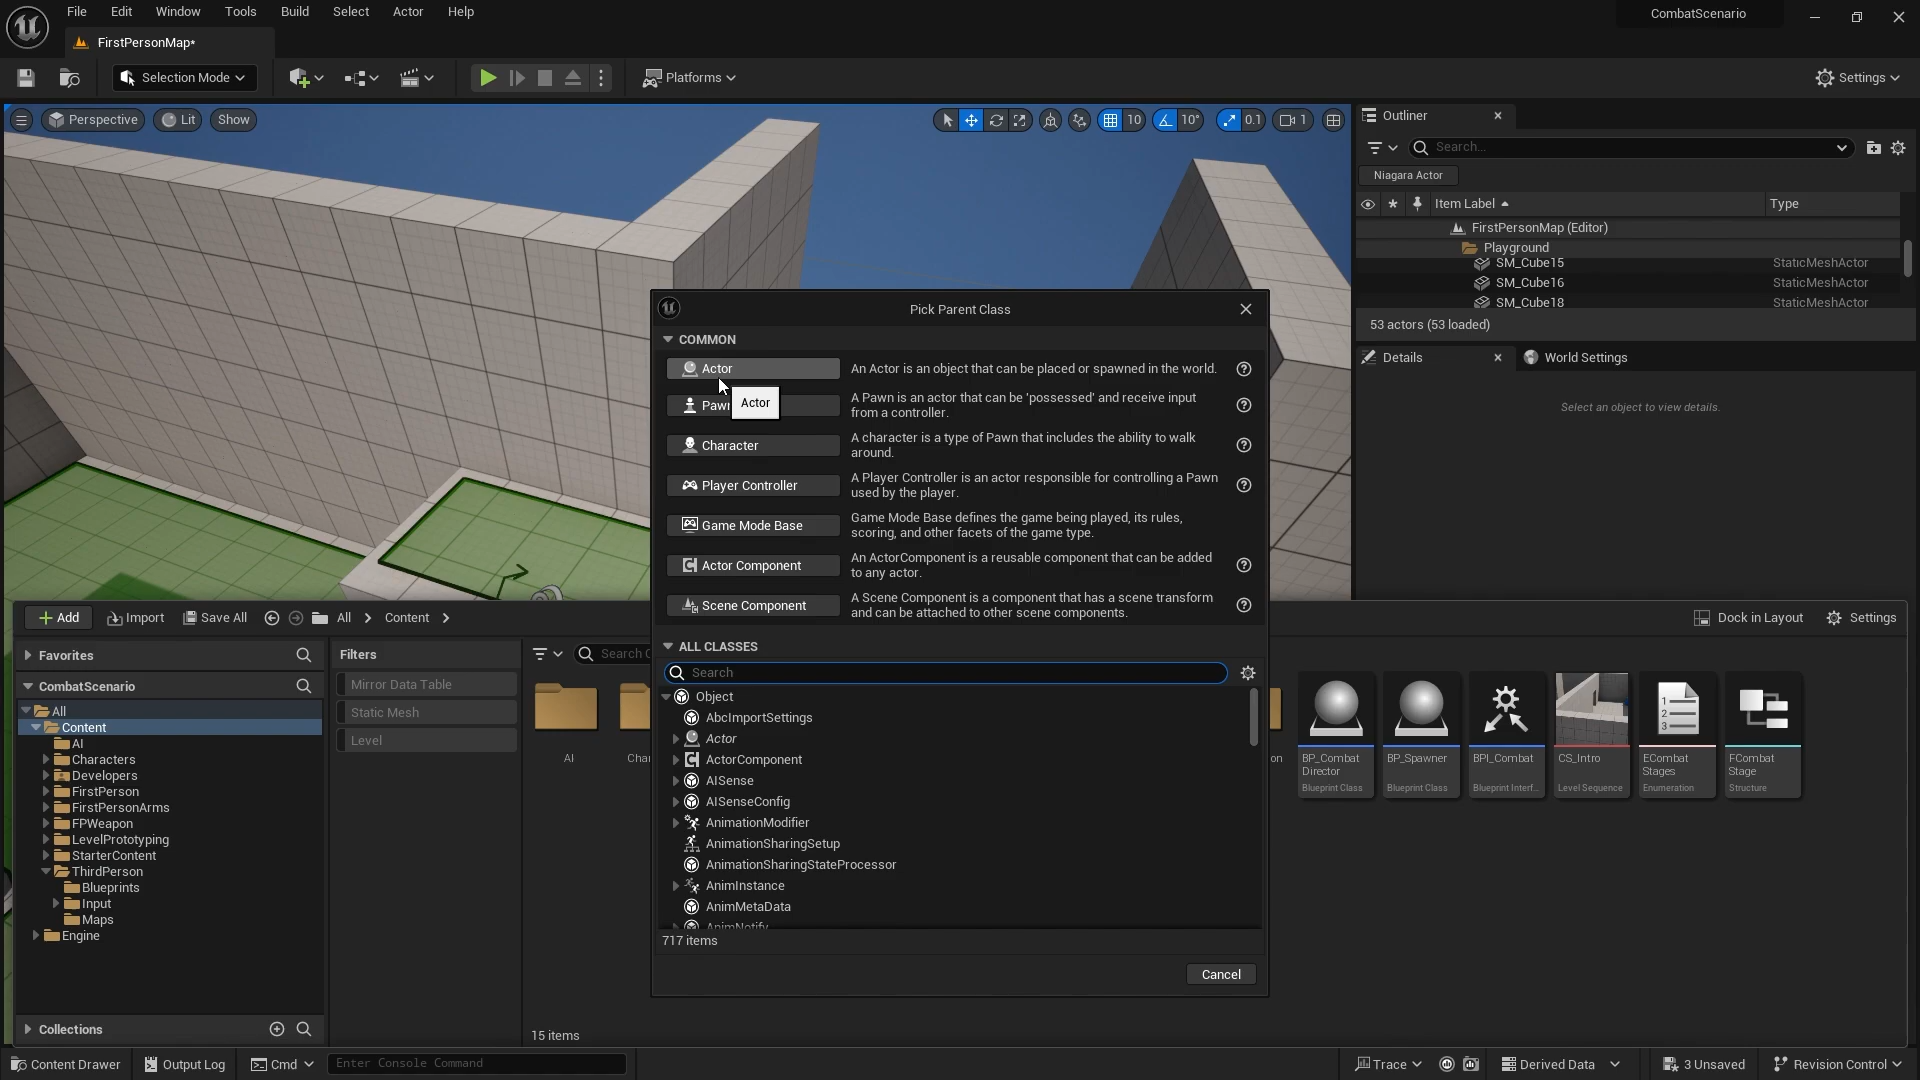 File Edit Window Tools Build Select Actor Help
CombatScenario
FirstPersonMap*
Selection Mode
Platforms
Settings
Perspective
Lit
Show
10
10°
0.1
1
Outliner
Search...
Niagara Actor
Item Label
Type
FirstPersonMap (Editor)
Playground
SM_Cube15 StaticMeshActor
SM_Cube16 StaticMeshActor
SM_Cube18 StaticMeshActor
53 actors (53 loaded)
Details
World Settings
Select an object to view details.
Pick Parent Class
COMMON
Actor
An Actor is an object that can be placed or spawned in the world.
Actor
A Pawn is an actor that can be 'possessed' and receive input
from a controller.
Character
A character is a type of Pawn that includes the ability to walk
around.
Player Controller
A Player Controller is an actor responsible for controlling a Pawn
used by the player.
Game Mode Base
Game Mode Base defines the game being played, its rules,
scoring, and other facets of the game type.
Actor Component
An ActorComponent is a reusable component that can be added
to any actor.
Scene Component
A Scene Component is a component that has a scene transform
and can be attached to other scene components.
ALL CLASSES
Search
Object
AbcImportSettings
Actor
ActorComponent
AISense
AISenseConfig
AnimationModifier
AnimationSharingSetup
AnimationSharingStateProcessor
AnimInstance
AnimMetaData
AnimNotify
717 items
Cancel
Add
Import
Save All
All
Content
Dock in Layout
Settings
Favorites
CombatScenario
All
Content
AI
Characters
Developers
FirstPerson
FirstPersonArms
FPWeapon
LevelPrototyping
StarterContent
ThirdPerson
Blueprints
Input
Maps
Engine
Collections
Filters
Mirror Data Table
Static Mesh
Level
Search
AI
BP_Combat
Director
Blueprint Class
BP_Spawner
Blueprint Class
BPI_Combat
Blueprint Interf...
CS_Intro
Level Sequence
ECombat
Stages
Enumeration
FCombat
Stage
Structure
15 items
Content Drawer
Output Log
Cmd
Enter Console Command
Trace
Derived Data
3 Unsaved
Revision Control